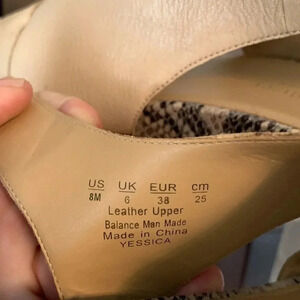 US UK EUR cm
8M 6 38 25
Leather Upper
Balance Man Made
Made in China
YESSICA